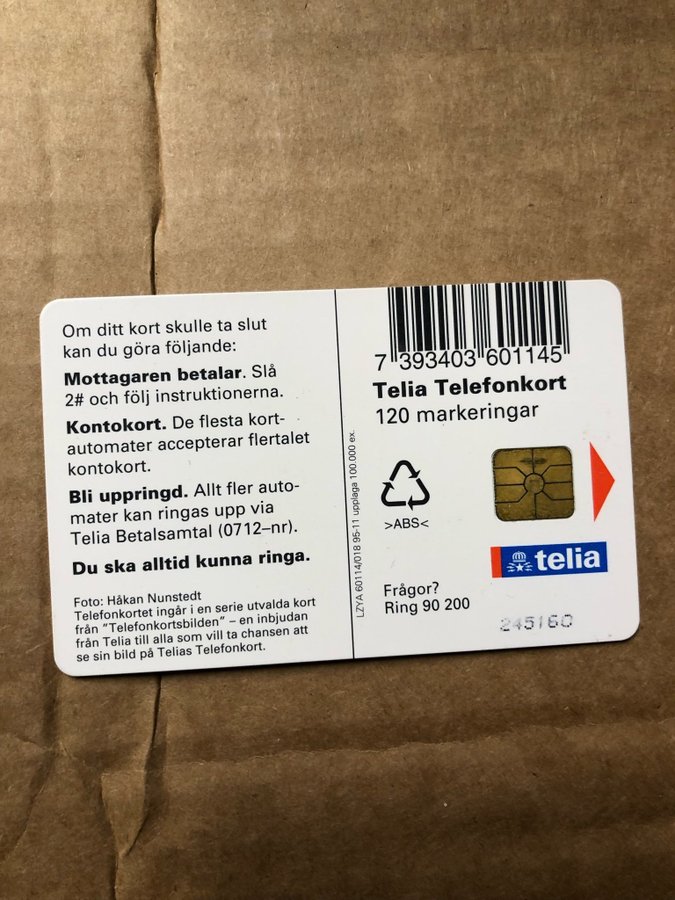 Om ditt kort skulle ta slut
kan du göra följande:
Mottagaren betalar. Slå
2# och följ instruktionerna.
Kontokort. De flesta kort-
automater accepterar flertalet
kontokort.
Bli uppringd. Allt fler auto-
mater kan ringas upp via
Telia Betalsamtal (0712–nr).
Du ska alltid kunna ringa.
Foto: Håkan Nunstedt
Telefonkortet ingår i en serie utvalda kort
från "Telefonkortsbilden" – en inbjudan
från Telia till alla som vill ta chansen att
se sin bild på Telias Telefonkort.
LZYA 60114/018 95-11 upplaga 100.000 ex.
7 393403 601145
Telia Telefonkort
120 markeringar
>ABS<
telia
Frågor?
Ring 90 200
245160